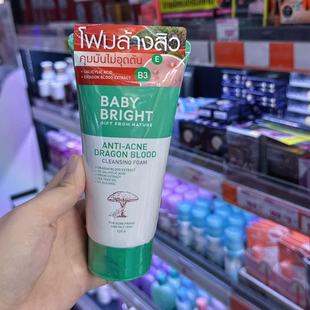 โฟมล้างสิว
คุมมันไม่อุดตัน
E
B3
• SALICYLIC ACID
• DRAGON BLOOD EXTRACT
BABY
BRIGHT
GIFT FROM NATURE
ANTI-ACNE
DRAGON BLOOD
CLEANSING FOAM